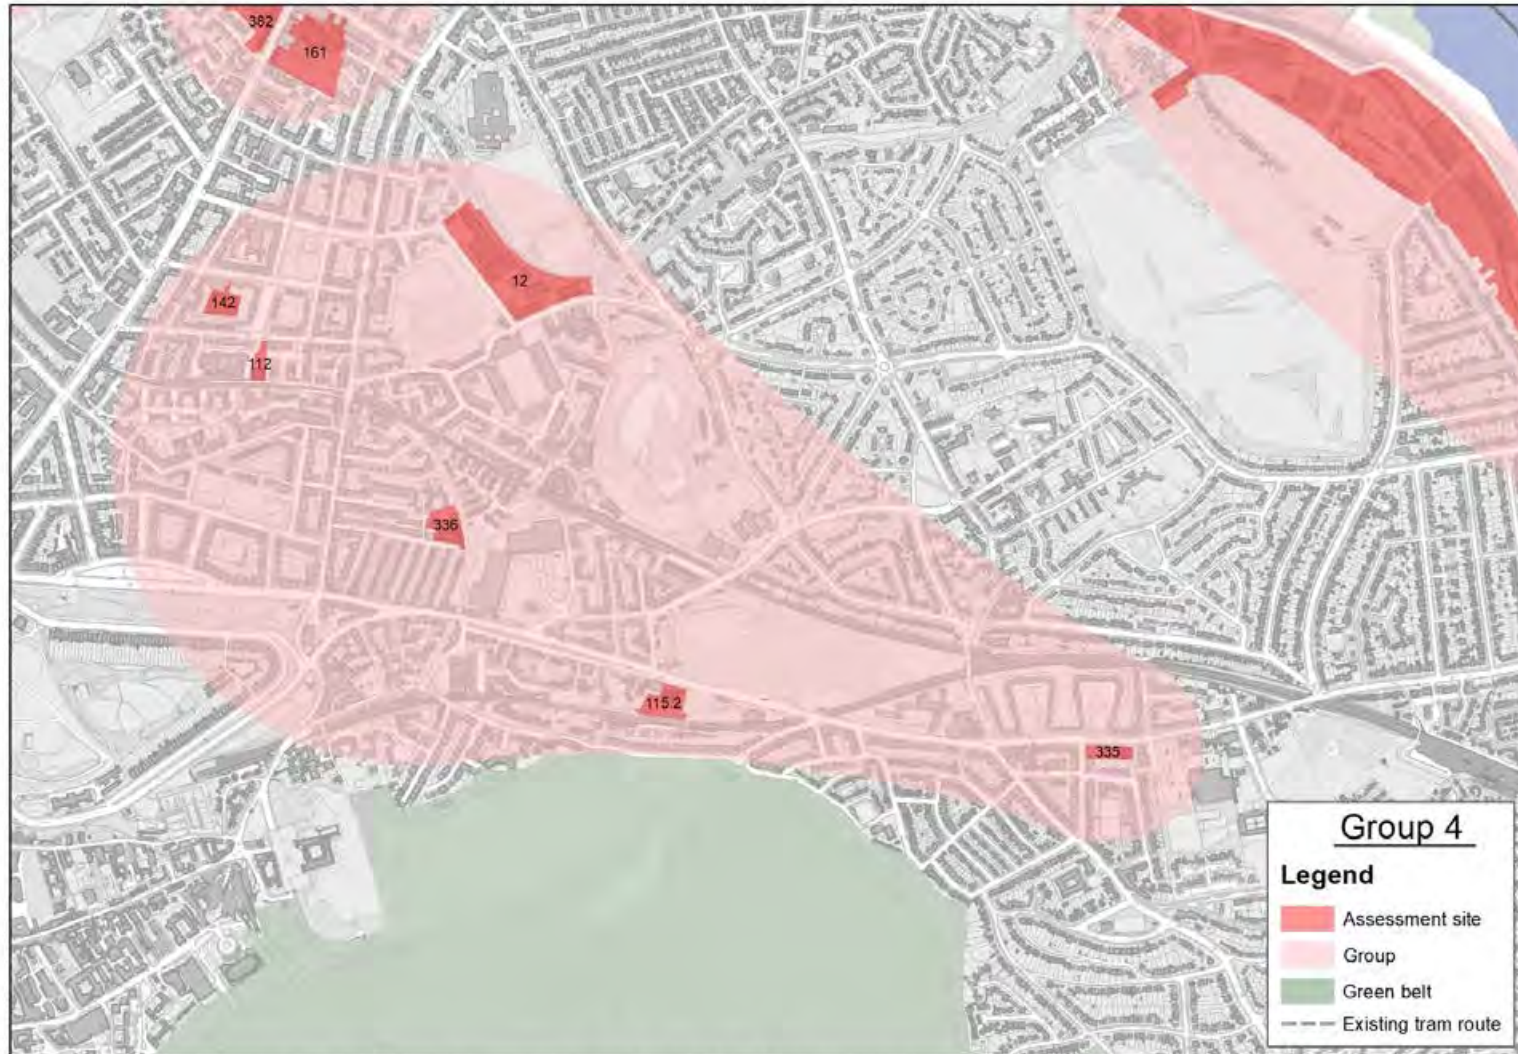 382
161
12
142
112
336
115.2
335
Group 4
Legend
Assessment site
Group
Green belt
Existing tram route